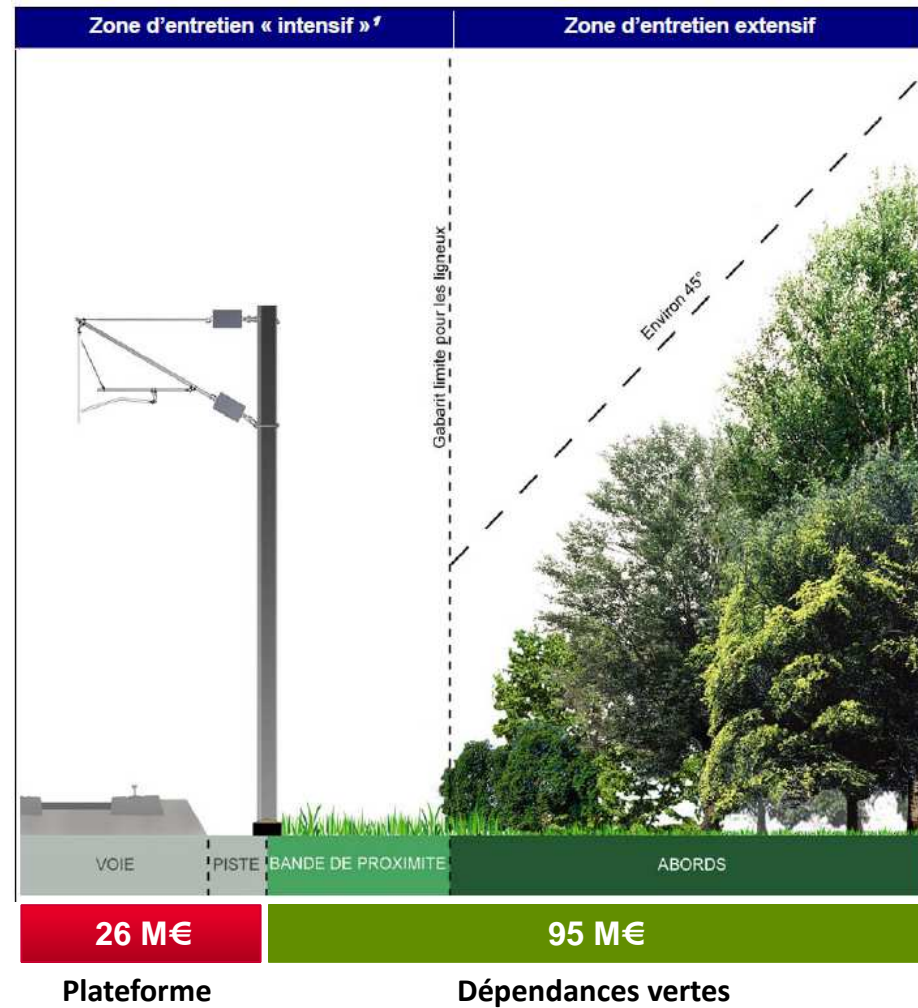 Zone d'entretien « intensif »¹
Zone d'entretien extensif
Gabarit limite pour les ligneux
Environ 45°
VOIE
PISTE
BANDE DE PROXIMITE
ABORDS
26 M€
95 M€
Plateforme
Dépendances vertes